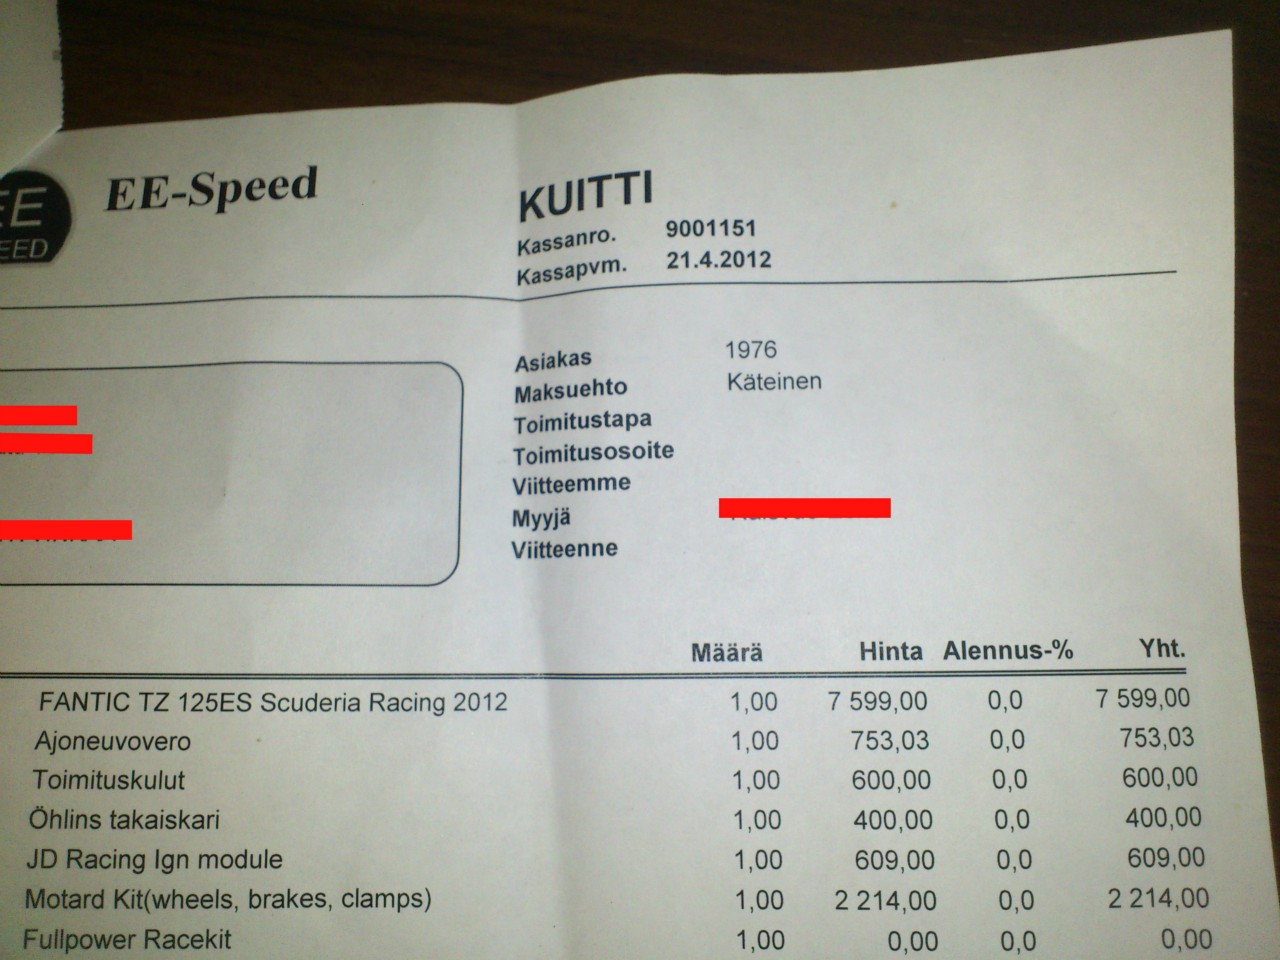 EE
EED
EE-Speed
KUITTI
Kassanro. 9001151
Kassapvm. 21.4.2012
Asiakas 1976
Maksuehto Käteinen
Toimitustapa
Toimitusosoite
Viitteemme
Myyjä
Viitteenne
Määrä Hinta Alennus-% Yht.
FANTIC TZ 125ES Scuderia Racing 2012 1,00 7 599,00 0,0 7 599,00
Ajoneuvovero 1,00 753,03 0,0 753,03
Toimituskulut 1,00 600,00 0,0 600,00
Öhlins takaiskari 1,00 400,00 0,0 400,00
JD Racing Ign module 1,00 609,00 0,0 609,00
Motard Kit(wheels, brakes, clamps) 1,00 2 214,00 0,0 2 214,00
Fullpower Racekit 1,00 0,00 0,0 0,00